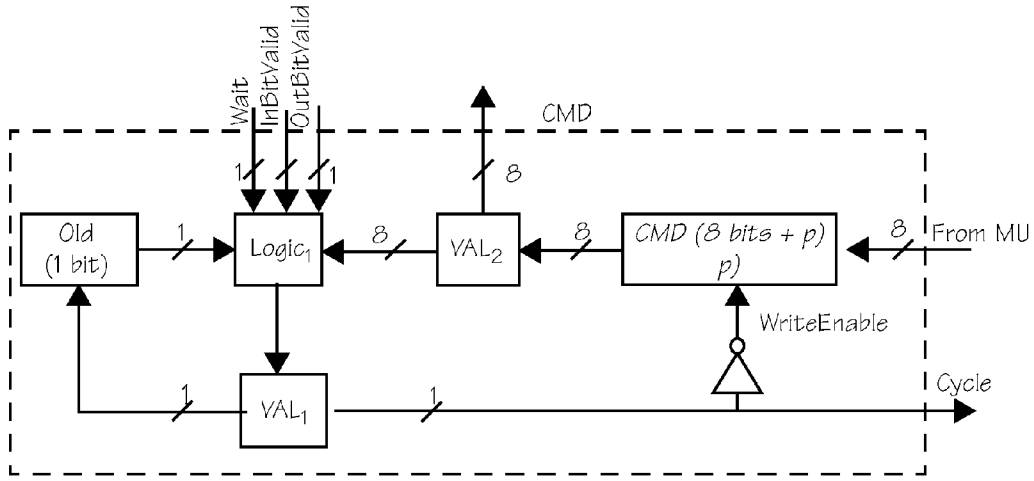 Wait
InBitValid
OutBitValid
CMD
1
1
8
Old
(1 bit)
1
Logic1
8
VAL2
8
CMD (8 bits + p)
p)
8
From MU
WriteEnable
1
VAL1
1
Cycle